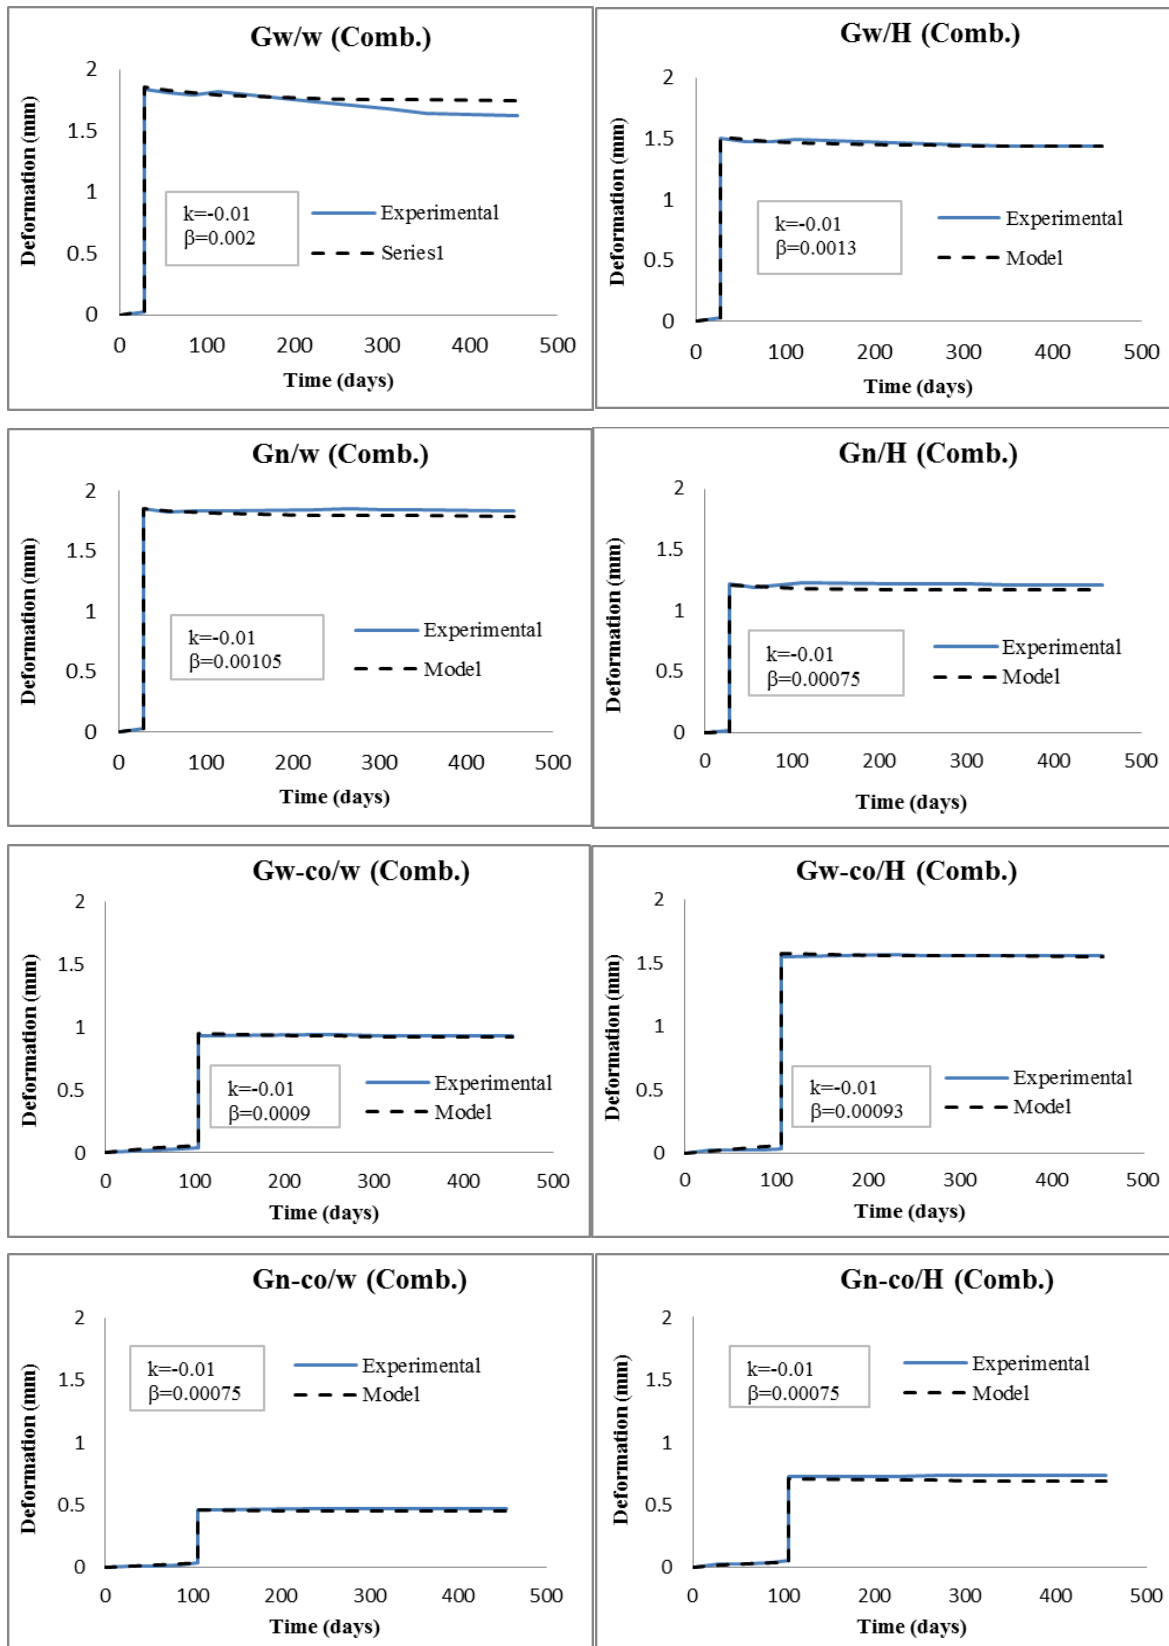 Gw/w (Comb.)
Deformation (mm)
2
1.5
1
0.5
0
k=-0.01
β=0.002
Experimental
Series1
0 100 200 300 400 500
Time (days)
Gw/H (Comb.)
Deformation (mm)
2
1.5
1
0.5
0
k=-0.01
β=0.0013
Experimental
Model
0 100 200 300 400 500
Time (days)
Gn/w (Comb.)
Deformation (mm)
2
1.5
1
0.5
0
k=-0.01
β=0.00105
Experimental
Model
0 100 200 300 400 500
Time (days)
Gn/H (Comb.)
Deformation (mm)
2
1.5
1
0.5
0
k=-0.01
β=0.00075
Experimental
Model
0 100 200 300 400 500
Time (days)
Gw-co/w (Comb.)
Deformation (mm)
2
1.5
1
0.5
0
k=-0.01
β=0.0009
Experimental
Model
0 100 200 300 400 500
Time (days)
Gw-co/H (Comb.)
Deformation (mm)
2
1.5
1
0.5
0
k=-0.01
β=0.00093
Experimental
Model
0 100 200 300 400 500
Time (days)
Gn-co/w (Comb.)
Deformation (mm)
2
1.5
1
0.5
0
k=-0.01
β=0.00075
Experimental
Model
0 100 200 300 400 500
Time (days)
Gn-co/H (Comb.)
Deformation (mm)
2
1.5
1
0.5
0
k=-0.01
β=0.00075
Experimental
Model
0 100 200 300 400 500
Time (days)